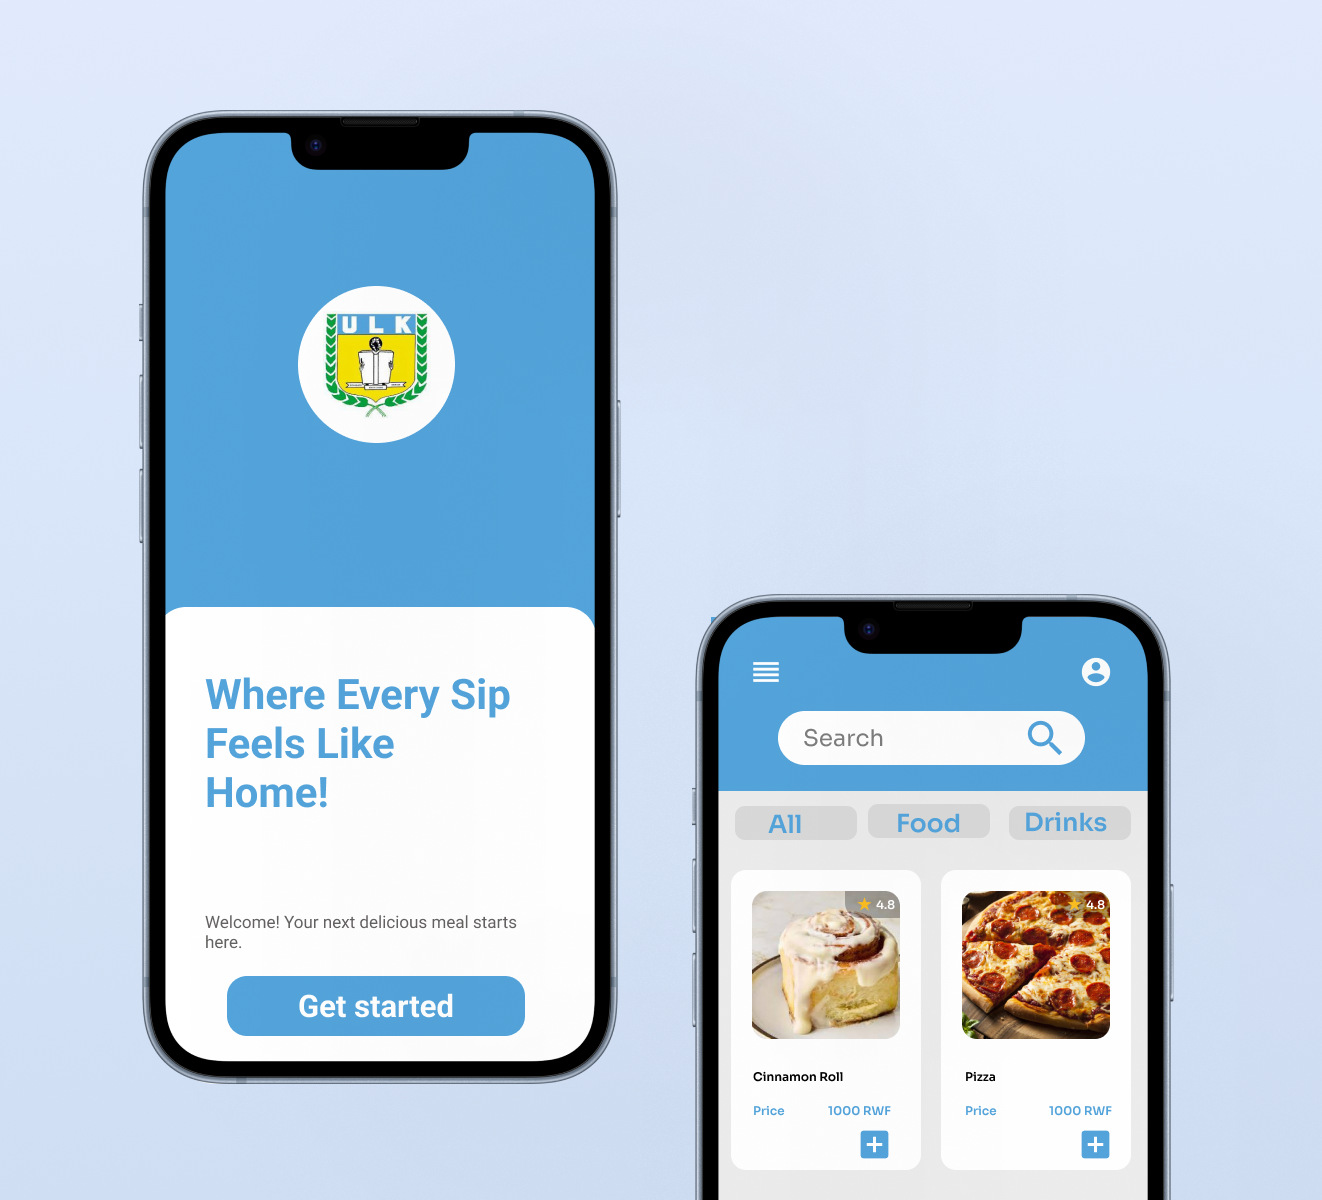 ULK
Where Every Sip
Feels Like
Home!
Welcome! Your next delicious meal starts
here.
Get started
Search
All
Food
Drinks
4.8
4.8
Cinnamon Roll
Pizza
Price
1000 RWF
Price
1000 RWF